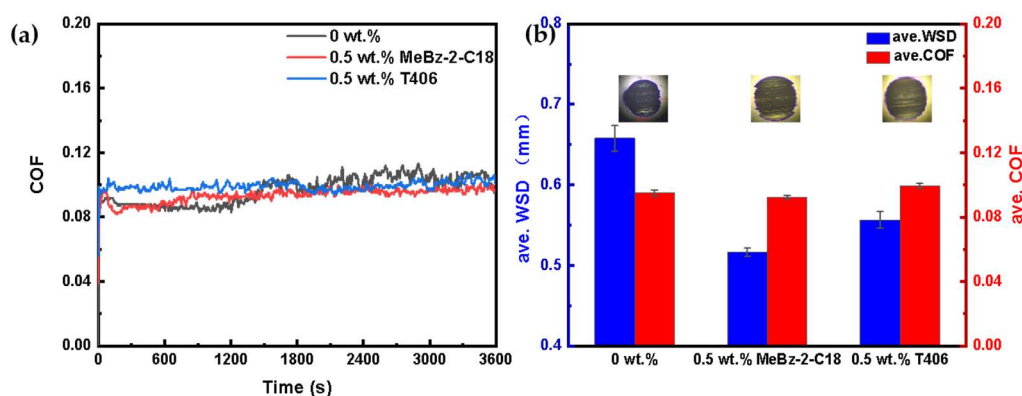 (a)
0.20
0.16
0.12
0.08
0.04
0.00
COF
0 wt.%
0.5 wt.% MeBz-2-C18
0.5 wt.% T406
0
600
1200
1800
2400
3000
3600
Time (s)
(b)
0.8
0.7
0.6
0.5
0.4
ave. WSD （mm）
ave.WSD
ave.COF
0 wt.%
0.5 wt.% MeBz-2-C18
0.5 wt.% T406
0.20
0.16
0.12
0.08
0.04
0.00
ave. COF